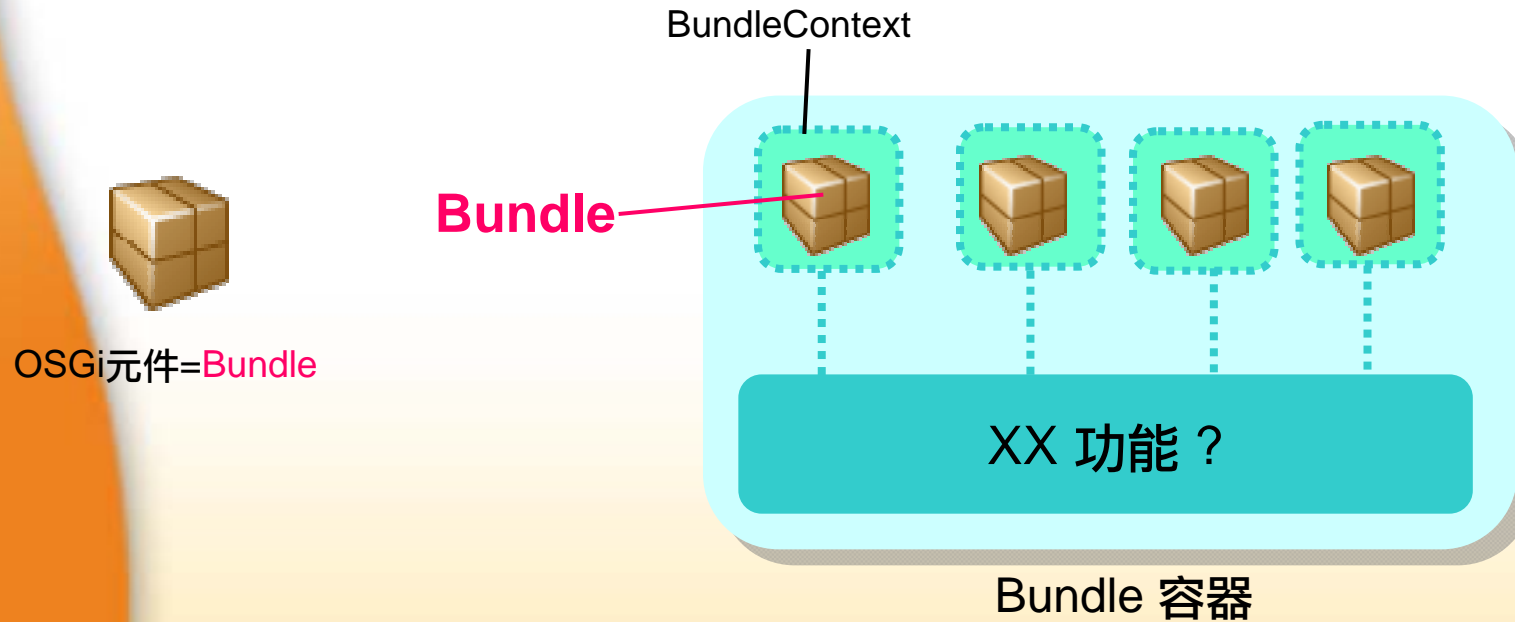 BundleContext
Bundle
OSGi元件=Bundle
XX 功能 ?
Bundle 容器